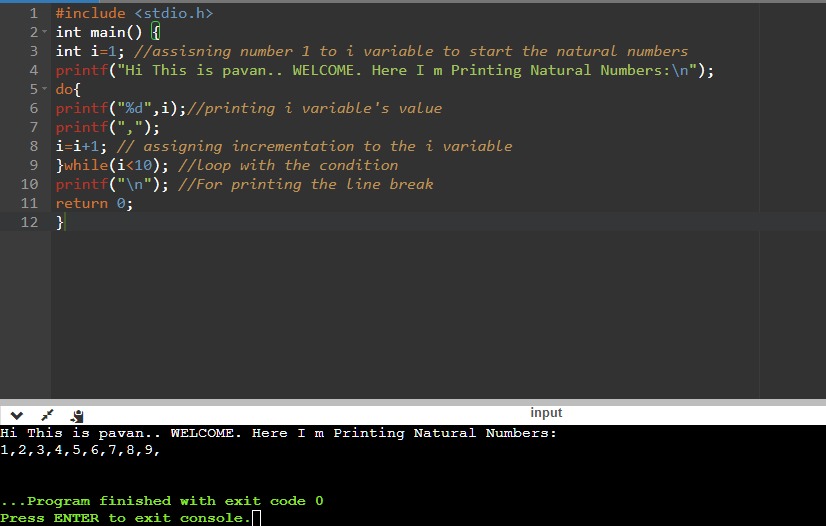 1 #include <stdio.h>
2 int main() {
3 int i=1; //assisning number 1 to i variable to start the natural numbers
4 printf("Hi This is pavan.. WELCOME. Here I m Printing Natural Numbers:\n");
5 do{
6 printf("%d",i);//printing i variable's value
7 printf(",");
8 i=i+1; // assigning incrementation to the i variable
9 }while(i<10); //loop with the condition
10 printf("\n"); //For printing the line break
11 return 0;
12 }
input
Hi This is pavan.. WELCOME. Here I m Printing Natural Numbers:
1,2,3,4,5,6,7,8,9,
...Program finished with exit code 0
Press ENTER to exit console.